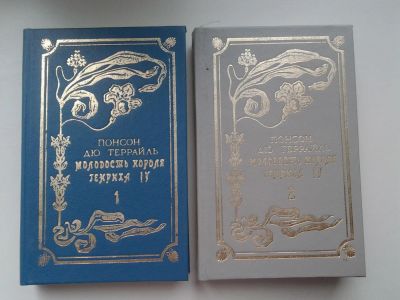 ПОНСОН
ДЮ ТЕРРАЙЛЬ
МОЛОДОСТЬ КОРОЛЯ
ГЕНРИХА IV
1
ПОНСОН
ДЮ ТЕРРАЙЛЬ
МОЛОДОСТЬ КОРОЛЯ
ГЕНРИХА IV
2